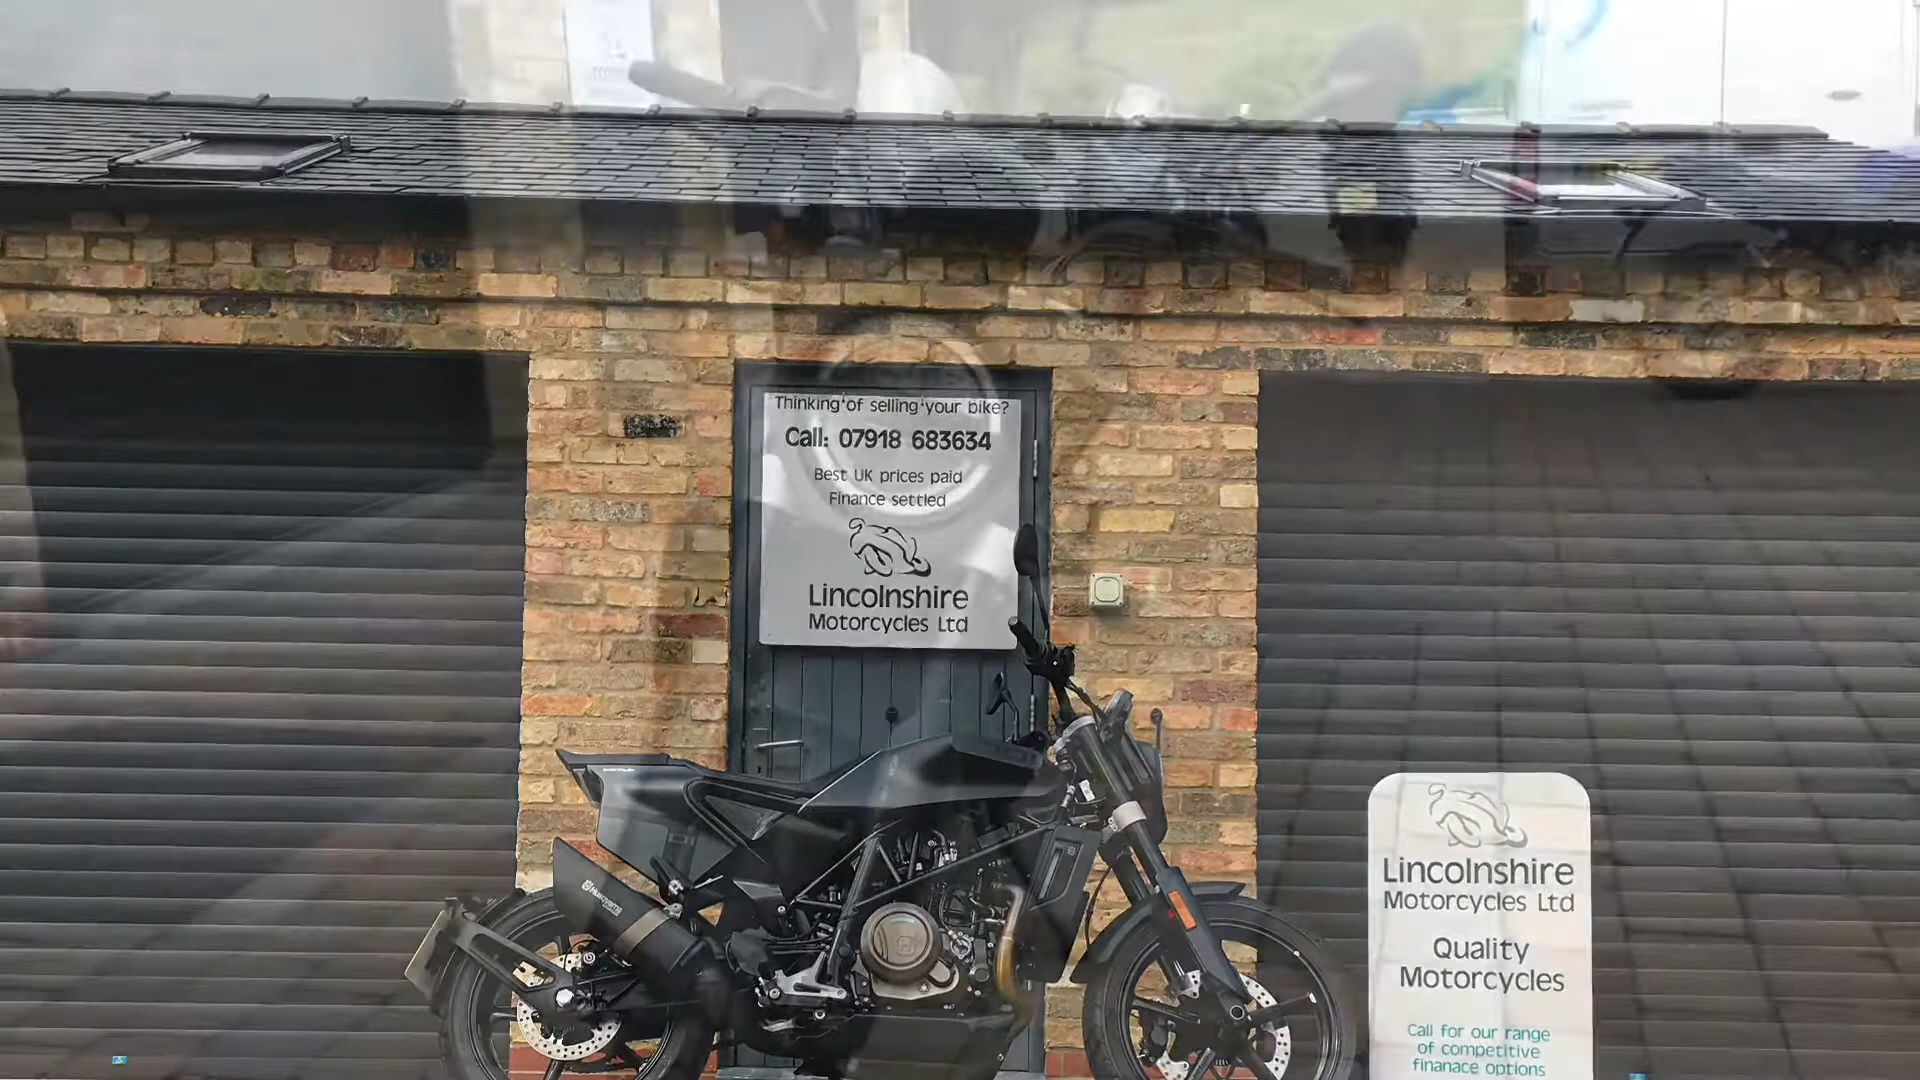 Thinking of selling your bike?
Call: 07918 683634
Best UK prices paid
Finance settled
Lincolnshire
Motorcycles Ltd
Lincolnshire
Motorcycles Ltd
Quality
Motorcycles
Call for our range
of competitive
finanace options